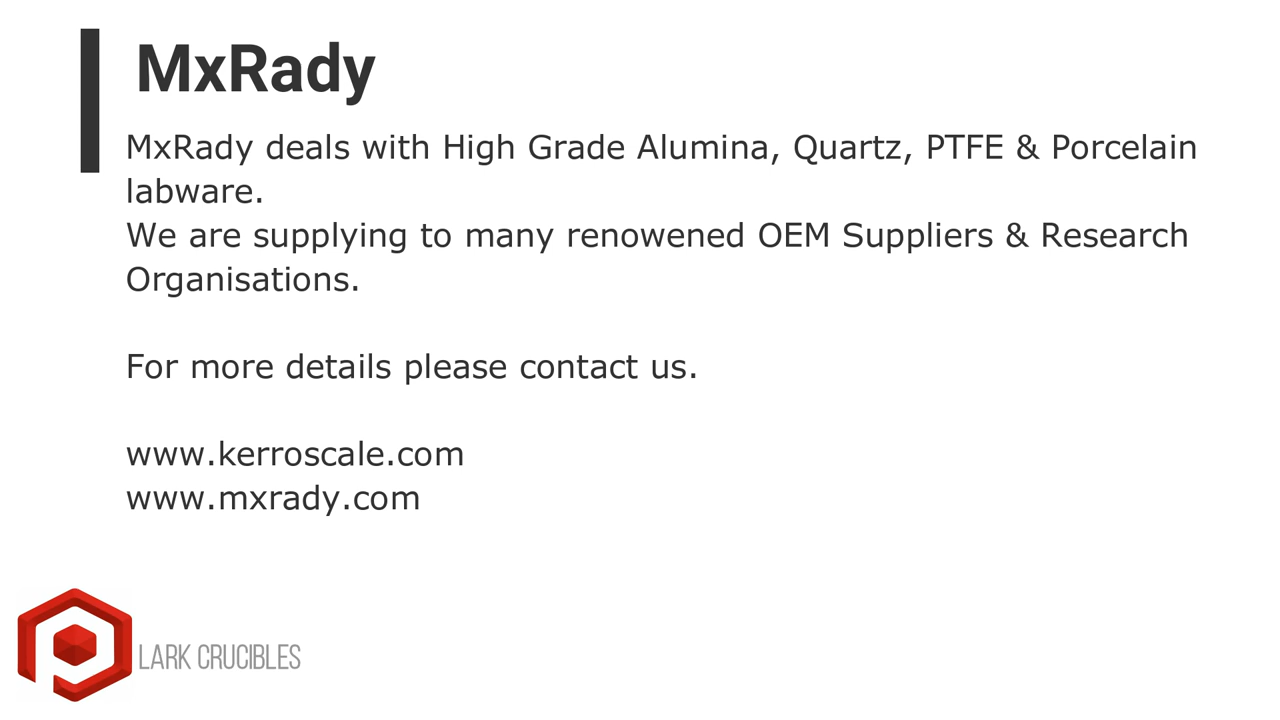 MxRady
MxRady deals with High Grade Alumina, Quartz, PTFE & Porcelain
labware.
We are supplying to many renowened OEM Suppliers & Research
Organisations.
For more details please contact us.
www.kerroscale.com
www.mxrady.com
LARK CRUCIBLES